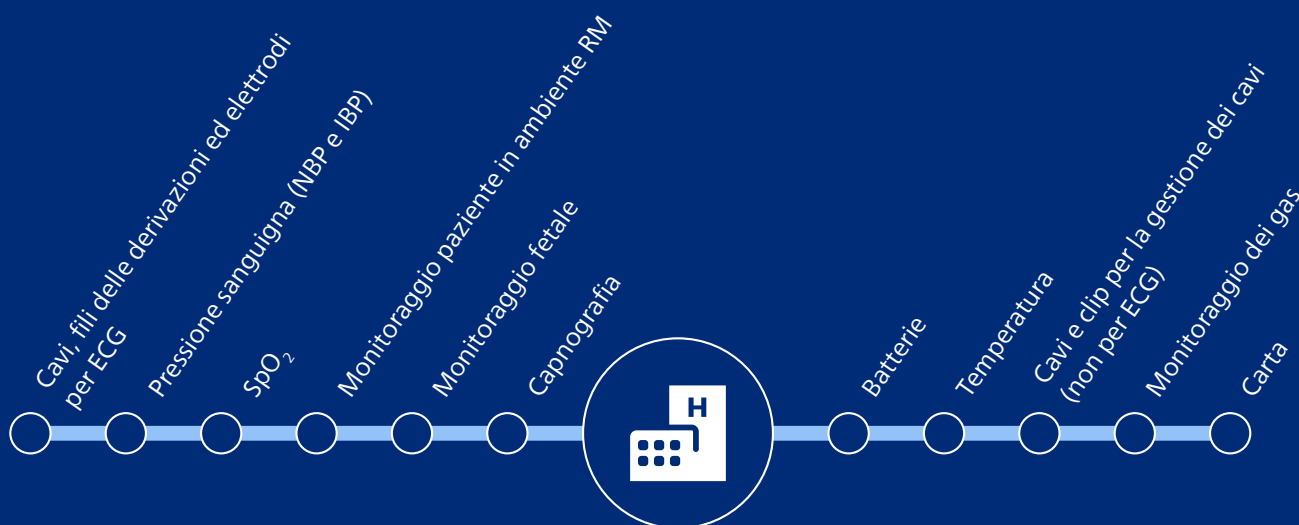 Cavi, fili delle derivazioni ed elettrodi
per ECG
Pressione sanguigna (NBP e IBP)
SpO₂
Monitoraggio paziente in ambiente RM
Monitoraggio fetale
Capnografia
H
Batterie
Temperatura
Cavi e clip per la gestione dei cavi
(non per ECG)
Monitoraggio dei gas
Carta